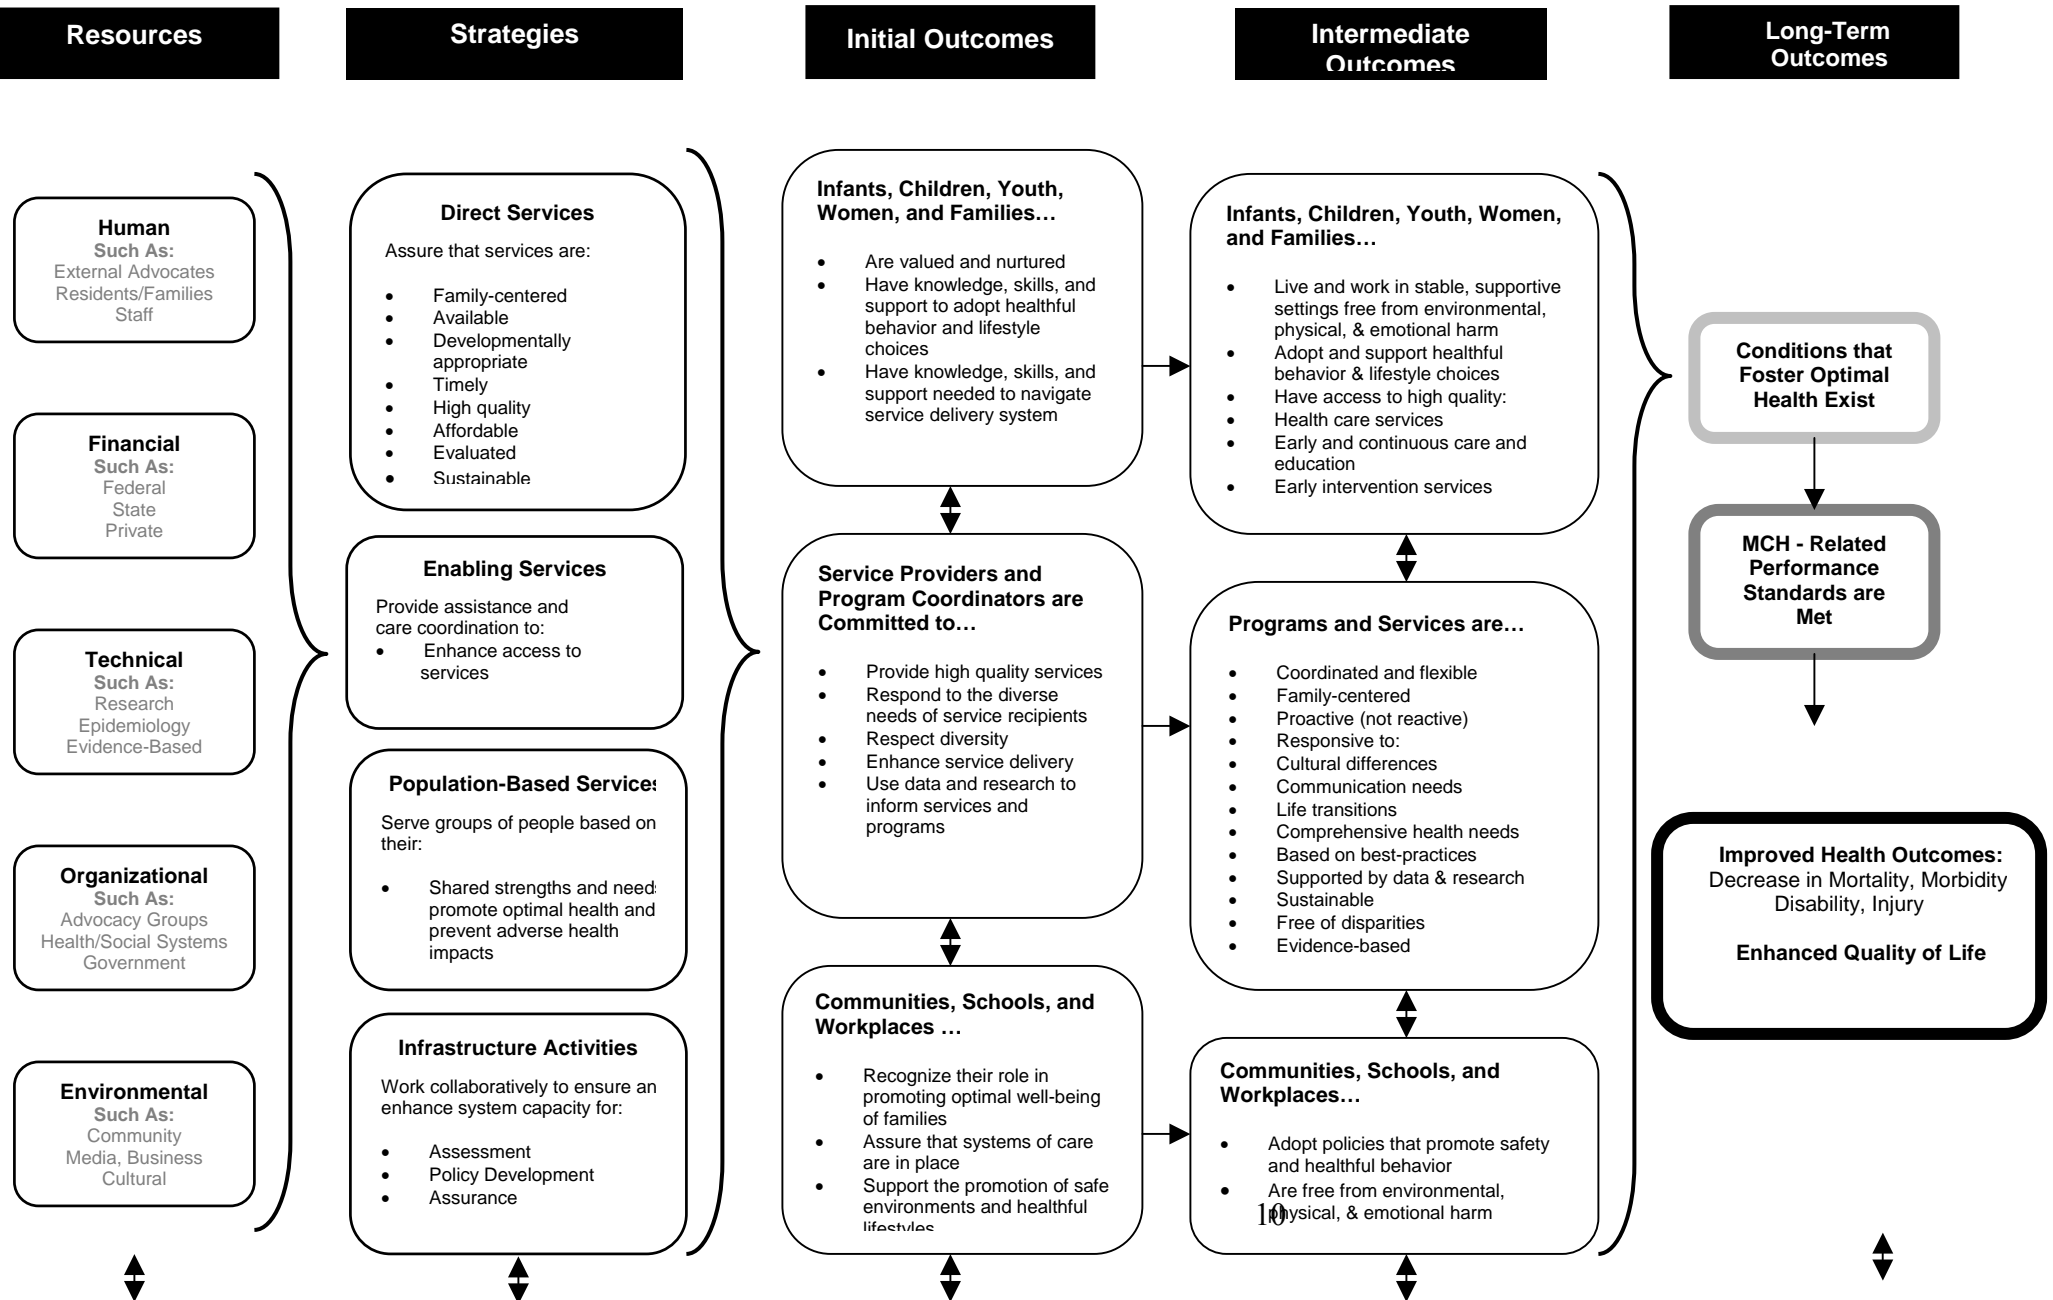 Resources
Strategies
Initial Outcomes
Intermediate
Outcomes
Long-Term
Outcomes
Human
Such As:
External Advocates
Residents/Families
Staff
Financial
Such As:
Federal
State
Private
Technical
Such As:
Research
Epidemiology
Evidence-Based
Organizational
Such As:
Advocacy Groups
Health/Social Systems
Government
Environmental
Such As:
Community
Media, Business
Cultural
Direct Services
Assure that services are:
• Family-centered
• Available
• Developmentally
appropriate
• Timely
• High quality
• Affordable
• Evaluated
• Sustainable
Enabling Services
Provide assistance and
care coordination to:
• Enhance access to
services
Population-Based Services
Serve groups of people based on
their:
• Shared strengths and needs
promote optimal health and
prevent adverse health
impacts
Infrastructure Activities
Work collaboratively to ensure an
enhance system capacity for:
• Assessment
• Policy Development
• Assurance
Infants, Children, Youth,
Women, and Families…
• Are valued and nurtured
• Have knowledge, skills, and
support to adopt healthful
behavior and lifestyle
choices
• Have knowledge, skills, and
support needed to navigate
service delivery system
Service Providers and
Program Coordinators are
Committed to…
• Provide high quality services
• Respond to the diverse
needs of service recipients
• Respect diversity
• Enhance service delivery
• Use data and research to
inform services and
programs
Communities, Schools, and
Workplaces …
• Recognize their role in
promoting optimal well-being
of families
• Assure that systems of care
are in place
• Support the promotion of safe
environments and healthful
lifestyles
Infants, Children, Youth, Women,
and Families…
• Live and work in stable, supportive
settings free from environmental,
physical, & emotional harm
• Adopt and support healthful
behavior & lifestyle choices
• Have access to high quality:
• Health care services
• Early and continuous care and
education
• Early intervention services
Programs and Services are…
• Coordinated and flexible
• Family-centered
• Proactive (not reactive)
• Responsive to:
• Cultural differences
• Communication needs
• Life transitions
• Comprehensive health needs
• Based on best-practices
• Supported by data & research
• Sustainable
• Free of disparities
• Evidence-based
Communities, Schools, and
Workplaces…
• Adopt policies that promote safety
and healthful behavior
• Are free from environmental,
physical, & emotional harm
10
Conditions that
Foster Optimal
Health Exist
MCH - Related
Performance
Standards are
Met
Improved Health Outcomes:
Decrease in Mortality, Morbidity
Disability, Injury
Enhanced Quality of Life